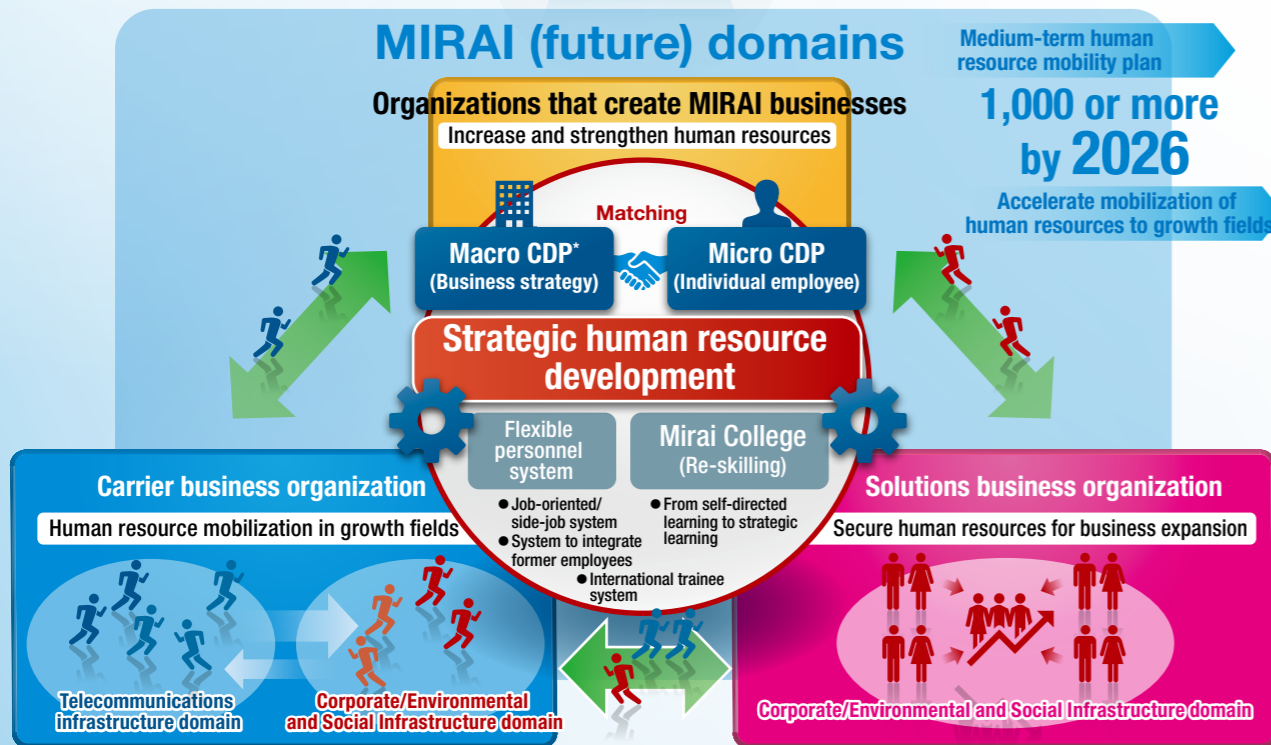 MIRAI (future) domains
Medium-term human
resource mobility plan
1,000 or more
by 2026
Accelerate mobilization of
human resources to growth fields
Organizations that create MIRAI businesses
Increase and strengthen human resources
Matching
Macro CDP*
(Business strategy)
Micro CDP
(Individual employee)
Strategic human resource
development
Flexible
personnel
system
● Job-oriented/
side-job system
● System to integrate
former employees
Mirai College
(Re-skilling)
● From self-directed
learning to strategic
learning
● International trainee
system
Carrier business organization
Human resource mobilization in growth fields
Telecommunications
infrastructure domain
Corporate/Environmental
and Social Infrastructure domain
Solutions business organization
Secure human resources for business expansion
Corporate/Environmental and Social Infrastructure domain